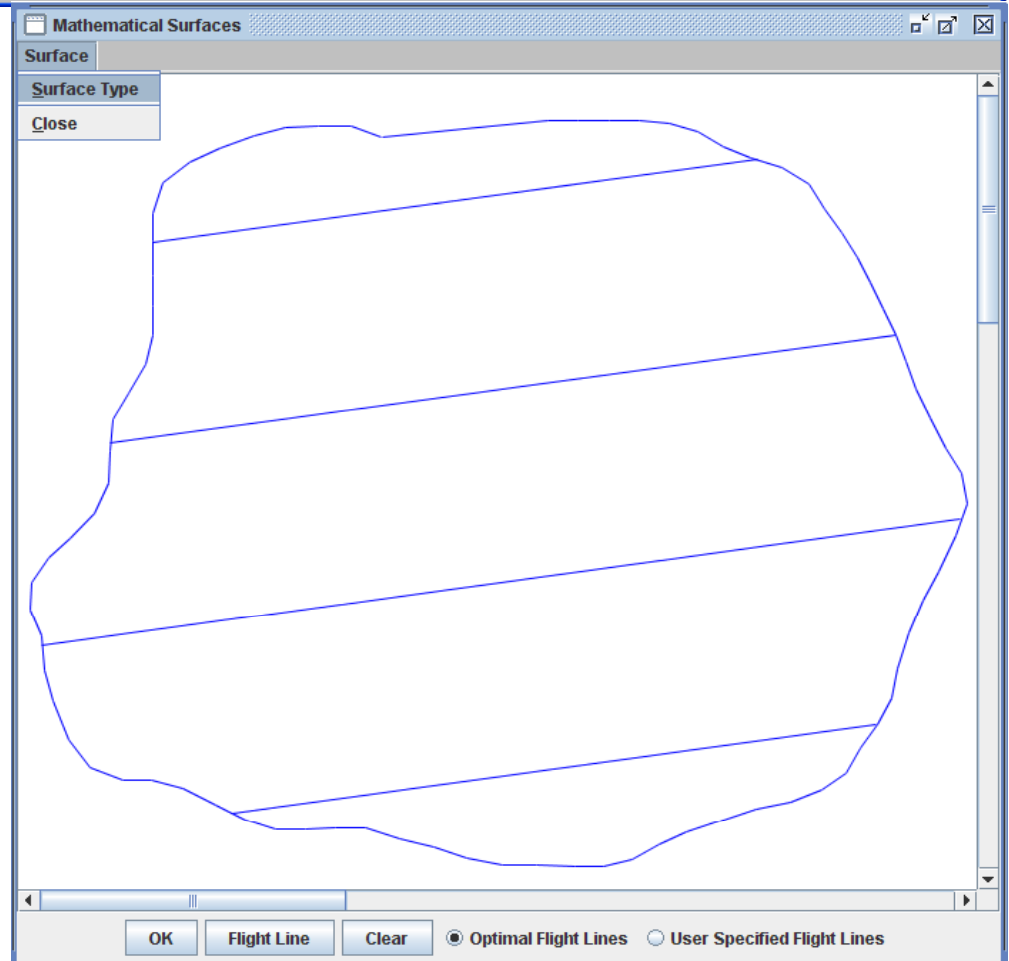 Mathematical Surfaces
Surface
Surface Type
Close
OK Flight Line Clear Optimal Flight Lines User Specified Flight Lines